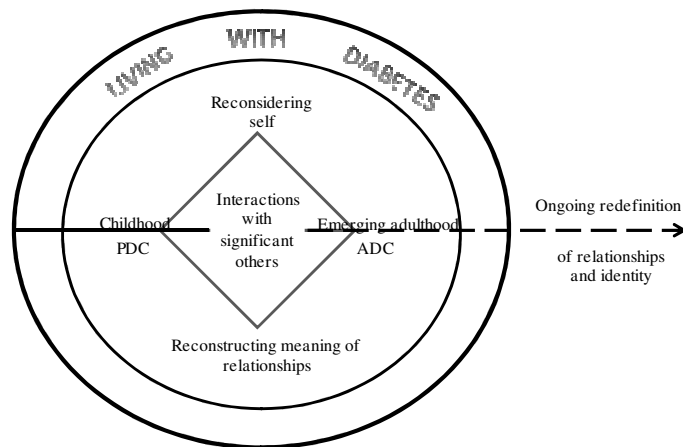 LIVING WITH DIABETES
Reconsidering
self
Childhood
PDC
Interactions
with
significant
others
Emerging adulthood
ADC
Reconstructing meaning of
relationships
Ongoing redefinition
of relationships
and identity